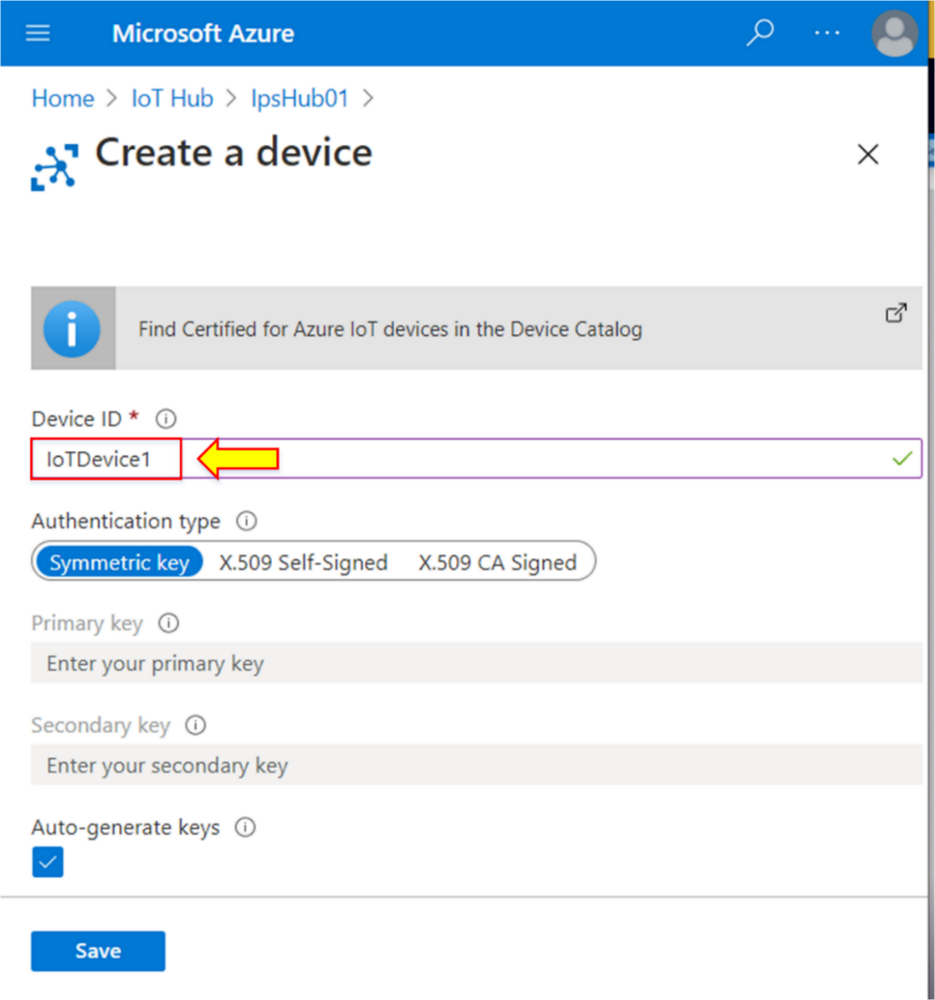 Microsoft Azure
Home > IoT Hub > IpsHub01 >
Create a device
Find Certified for Azure IoT devices in the Device Catalog
Device ID *
IoTDevice1
Authentication type
Symmetric key X.509 Self-Signed X.509 CA Signed
Primary key
Enter your primary key
Secondary key
Enter your secondary key
Auto-generate keys
Save